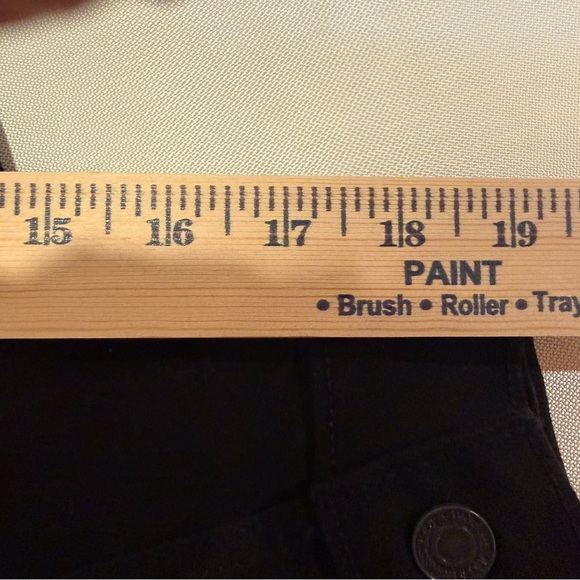 15 16 17 18 19
PAINT
• Brush • Roller • Tray